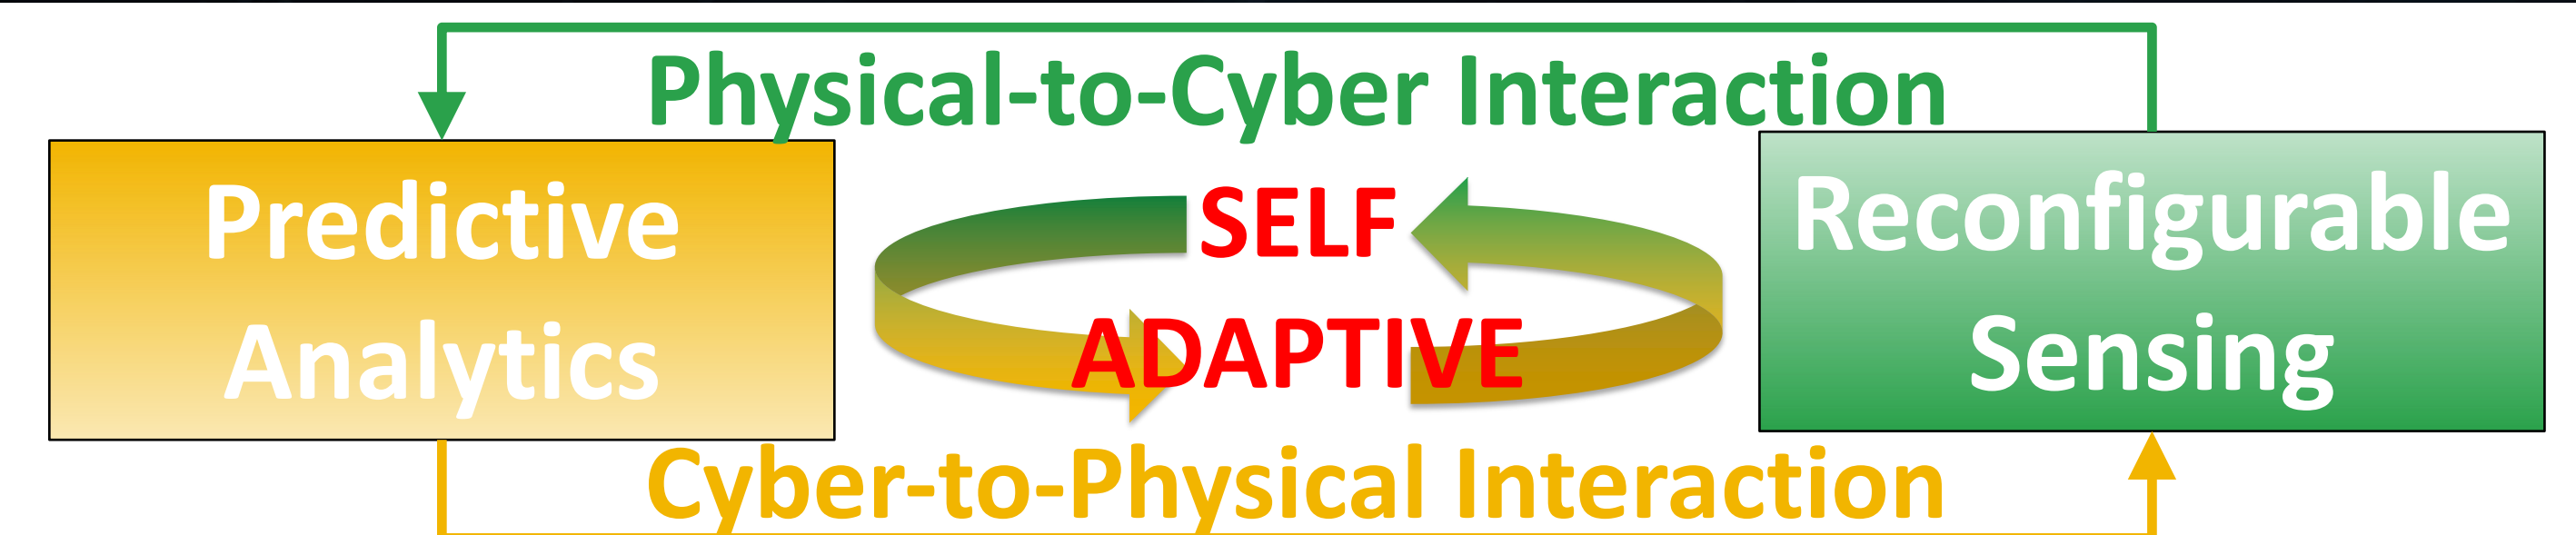 Physical-to-Cyber Interaction
Predictive
Analytics
SELF
ADAPTIVE
Reconfigurable
Sensing
Cyber-to-Physical Interaction